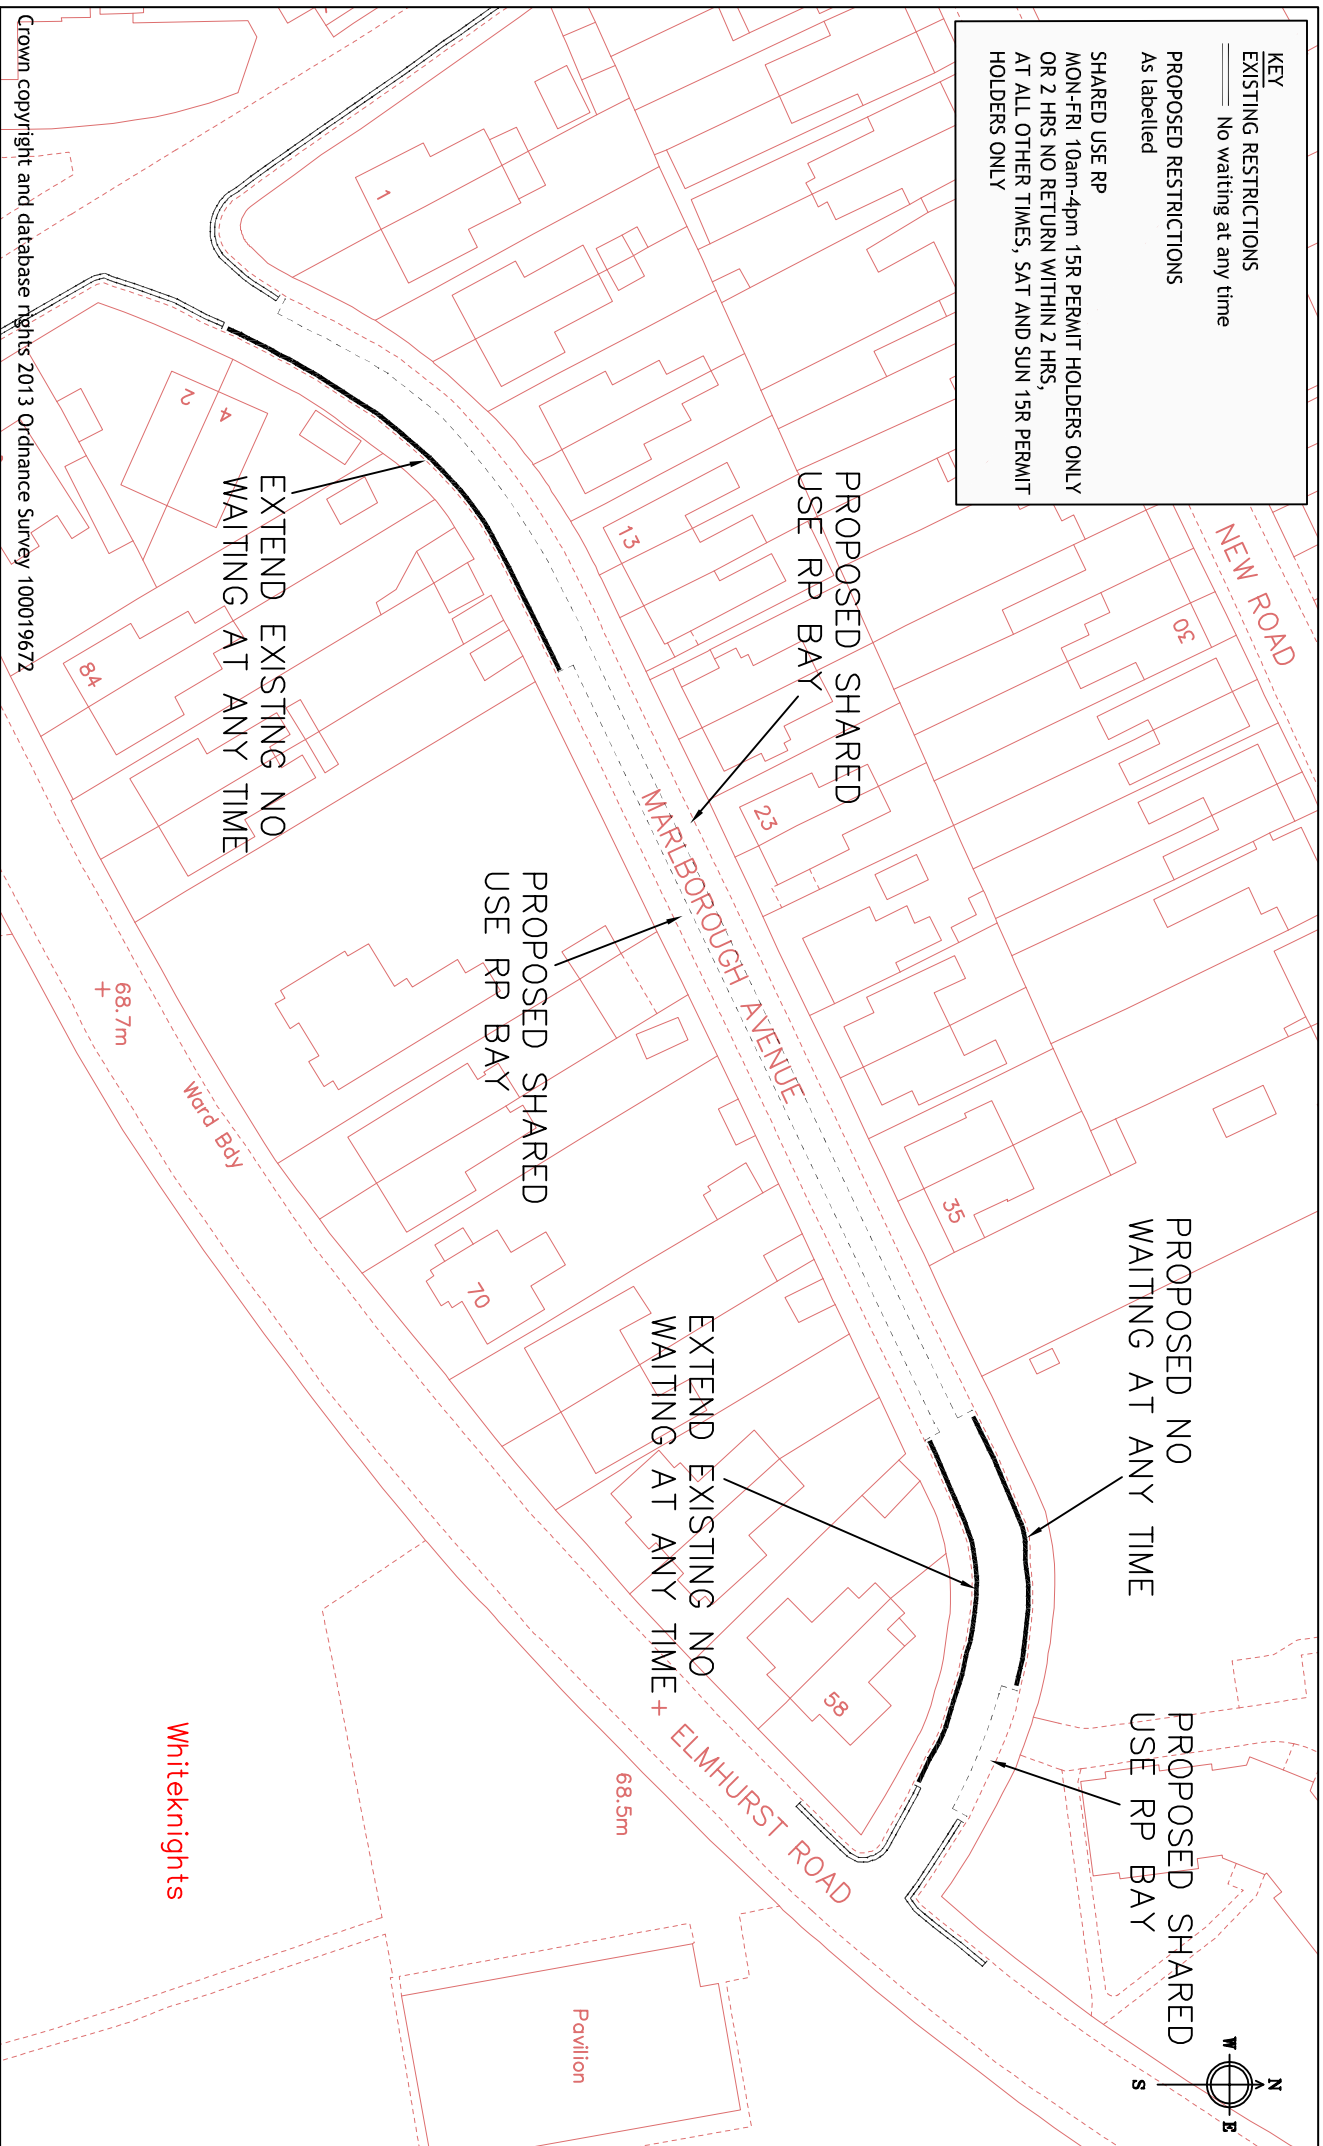 KEY
EXISTING RESTRICTIONS
No waiting at any time
PROPOSED RESTRICTIONS
As labelled
SHARED USE RP
MON-FRI 10am-4pm 15R PERMIT HOLDERS ONLY
OR 2 HRS NO RETURN WITHIN 2 HRS,
AT ALL OTHER TIMES, SAT AND SUN 15R PERMIT
HOLDERS ONLY
NEW ROAD
30
PROPOSED SHARED
USE RP BAY
PROPOSED NO
WAITING AT ANY TIME
PROPOSED SHARED
USE RP BAY
N
W
E
S
1
13
23
35
MARLBOROUGH AVENUE
2
4
EXTEND EXISTING NO
WAITING AT ANY TIME
PROPOSED SHARED
USE RP BAY
EXTEND EXISTING NO
WAITING AT ANY TIME
84
70
58
68.7m
Ward Bdy
ELMHURST ROAD
68.5m
Whiteknights
Pavilion
Crown copyright and database rights 2013 Ordnance Survey 100019672